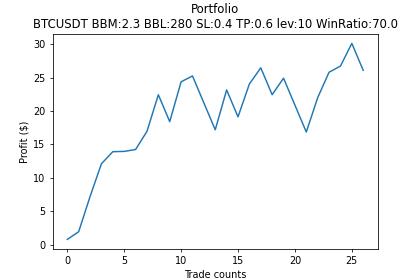 Portfolio
BTCUSDT BBM:2.3 BBL:280 SL:0.4 TP:0.6 lev:10 WinRatio:70.0
30
25
20
15
10
5
0
Profit ($)
0 5 10 15 20 25
Trade counts